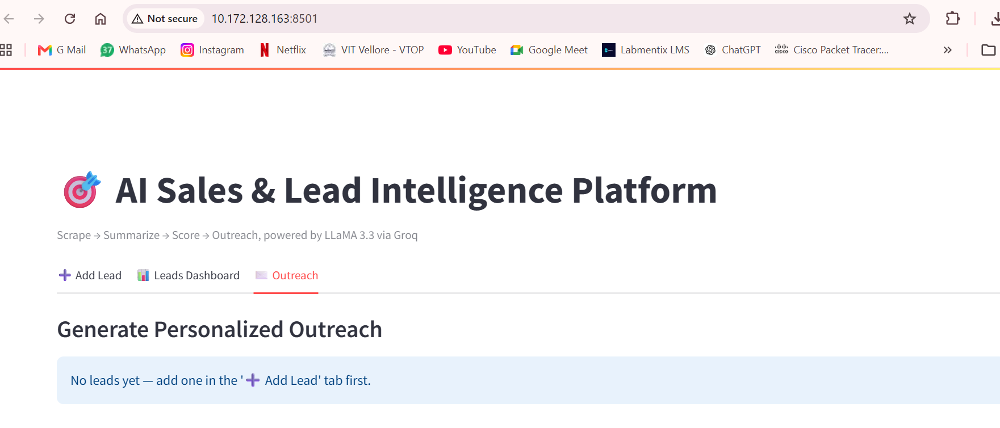 Not secure 10.172.128.163:8501
G Mail 37 WhatsApp Instagram Netflix VIT Vellore - VTOP YouTube Google Meet Labmentix LMS ChatGPT CISCO Cisco Packet Tracer:... »
AI Sales & Lead Intelligence Platform
Scrape → Summarize → Score → Outreach, powered by LLaMA 3.3 via Groq
➕ Add Lead 📊 Leads Dashboard ✉️ Outreach
Generate Personalized Outreach
No leads yet — add one in the '➕ Add Lead' tab first.